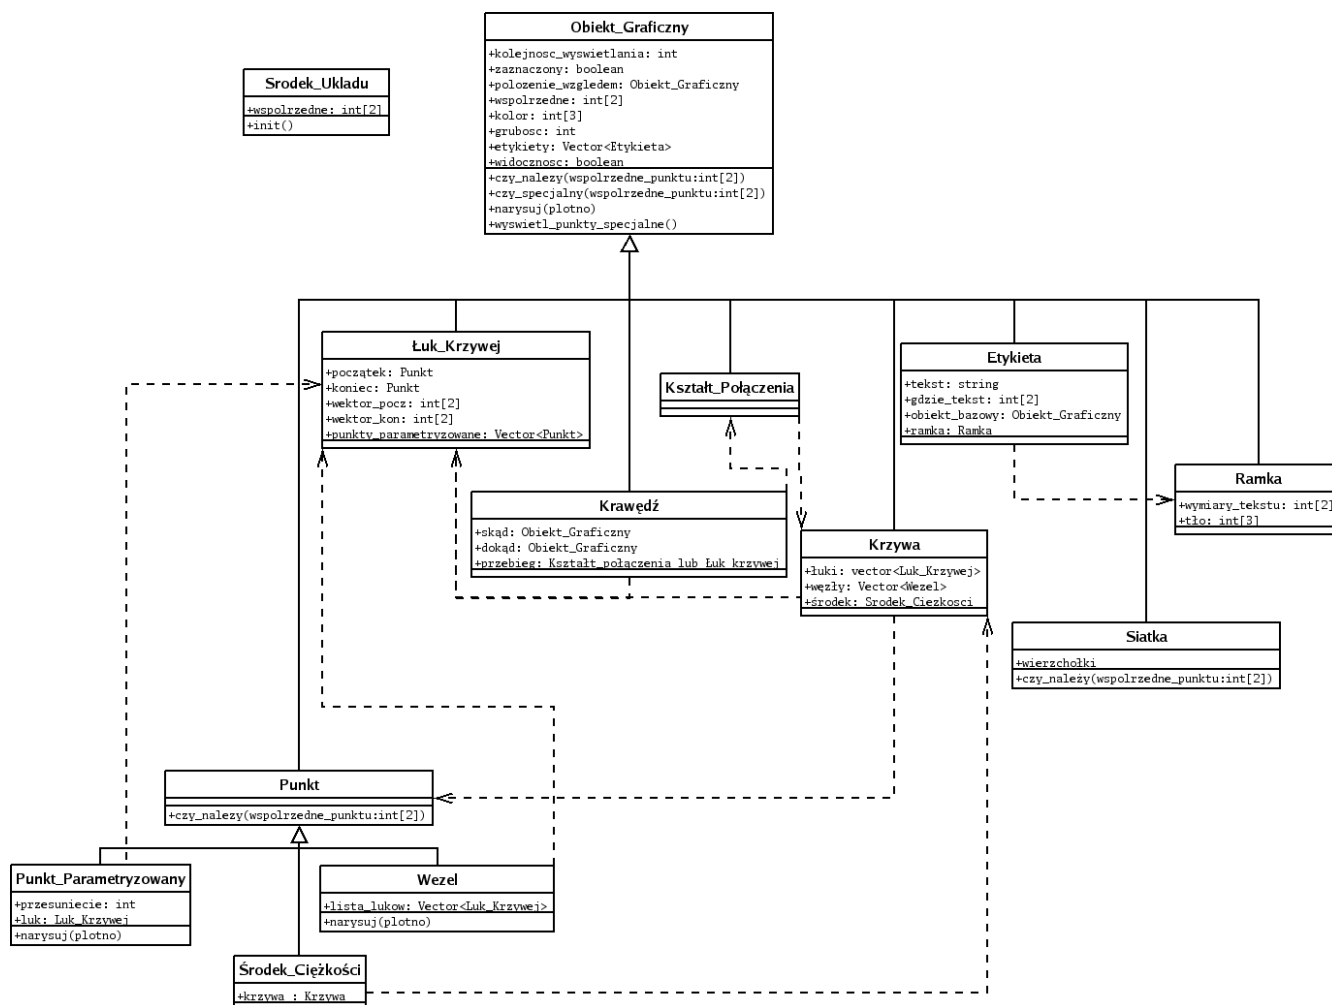 Obiekt_Graficzny
+kolejnosc_wyswietlania: int
+zaznaczony: boolean
+polozenie_wzgledem: Obiekt_Graficzny
+wspolrzedne: int[2]
+kolor: int[3]
+grubosc: int
+etykiety: Vector<Etykieta>
+widocznosc: boolean
+czy_nalezy(wspolrzedne_punktu:int[2])
+czy_specjalny(wspolrzedne_punktu:int[2])
+narysuj(plotno)
+wyswietl_punkty_specjalne()
Srodek_Ukladu
+wspolrzedne: int[2]
+init()
Łuk_Krzywej
+początek: Punkt
+koniec: Punkt
+wektor_pocz: int[2]
+wektor_kon: int[2]
+punkty_parametryzowane: Vector<Punkt>
Kształt_Połączenia
Etykieta
+tekst: string
+gdzie_tekst: int[2]
+obiekt_bazowy: Obiekt_Graficzny
+ramka: Ramka
Ramka
+wymiary_tekstu: int[2]
+tło: int[3]
Krawędź
+skąd: Obiekt_Graficzny
+dokąd: Obiekt_Graficzny
+przebieg: Kształt_połączenia lub Łuk krzywej
Krzywa
+łuki: vector<Luk_Krzywej>
+węzły: Vector<Wezel>
+środek: Srodek_Ciezkosci
Siatka
+wierzchołki
+czy_należy(wspolrzedne_punktu:int[2])
Punkt
+czy_nalezy(wspolrzedne_punktu:int[2])
Punkt_Parametryzowany
+przesuniecie: int
+luk: Luk_Krzywej
+narysuj(plotno)
Wezel
+lista_lukow: Vector<Luk_Krzywej>
+narysuj(plotno)
Środek_Ciężkości
+krzywa : Krzywa